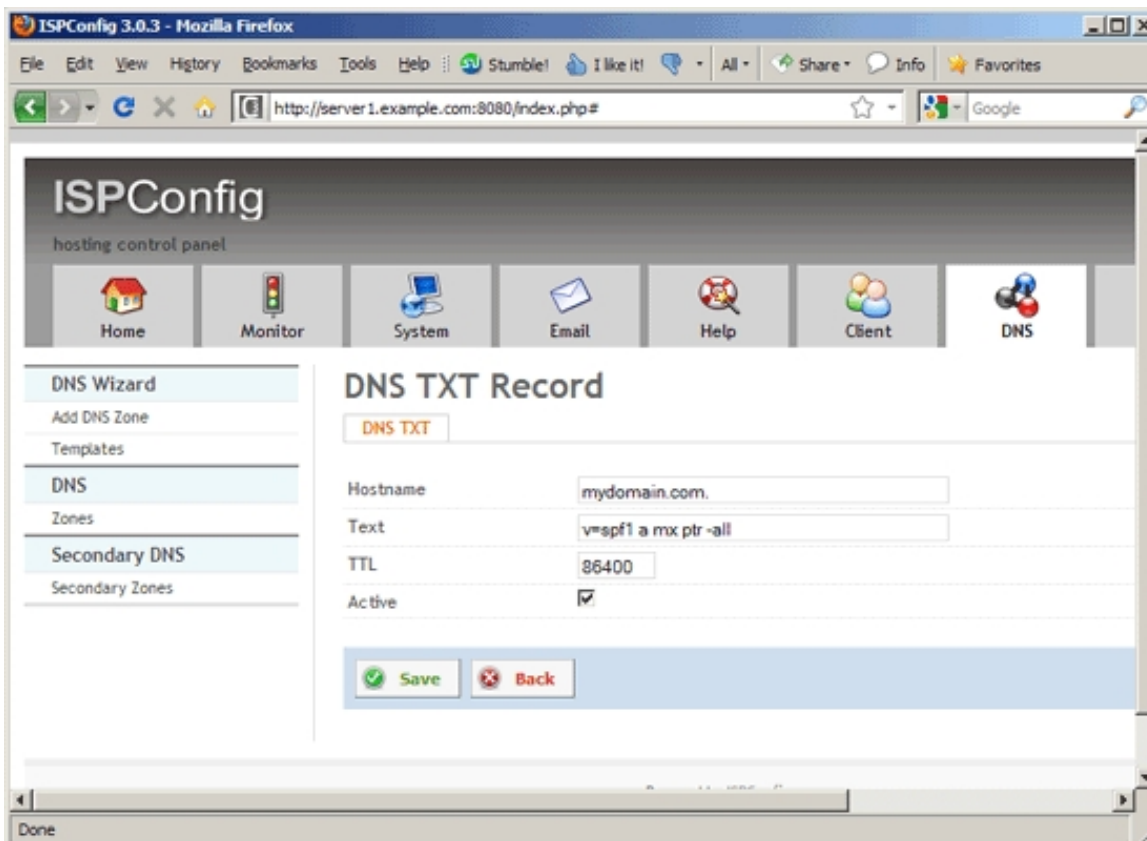 ISPConfig 3.0.3 - Mozilla Firefox
File Edit View History Bookmarks Tools Help Stumble! I like it! All Share Info Favorites
http://server1.example.com:8080/index.php# Google
ISPConfig
hosting control panel
Home Monitor System Email Help Client DNS
DNS Wizard
Add DNS Zone
Templates
DNS
Zones
Secondary DNS
Secondary Zones
DNS TXT Record
DNS TXT
Hostname mydomain.com.
Text v=spf1 a mx ptr -all
TTL 86400
Active
Save Back
Done